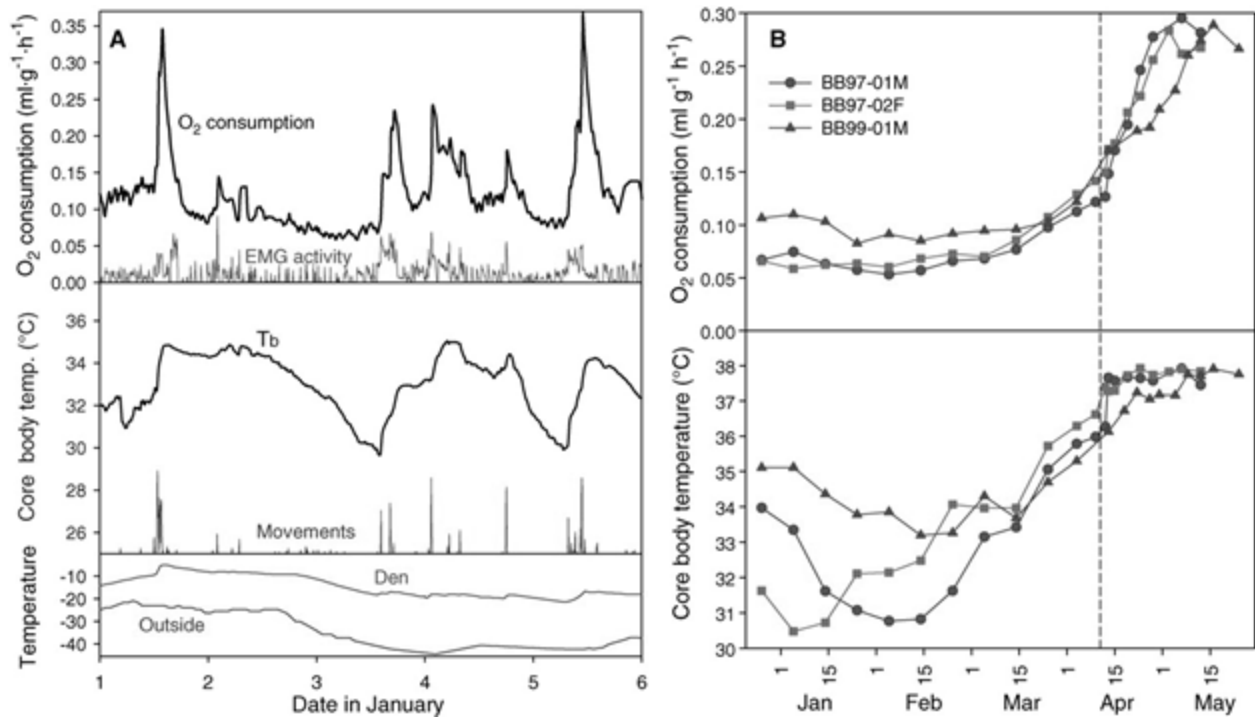 A
O2 consumption (ml·g-1·h-1)
0.35
0.30
0.25
0.20
0.15
0.10
0.05
0.00
O2 consumption
EMG activity
Core body temp. (°C)
36
34
32
30
28
26
Tb
Movements
Temperature
-10
-20
-30
-40
Den
Outside
1 2 3 4 5 6
Date in January
B
O2 consumption (ml g-1 h-1)
0.30
0.25
0.20
0.15
0.10
0.05
0.00
BB97-01M
BB97-02F
BB99-01M
Core body temperature (°C)
38
37
36
35
34
33
32
31
30
1 15 1 15 1 15 1 15 1 15
Jan Feb Mar Apr May